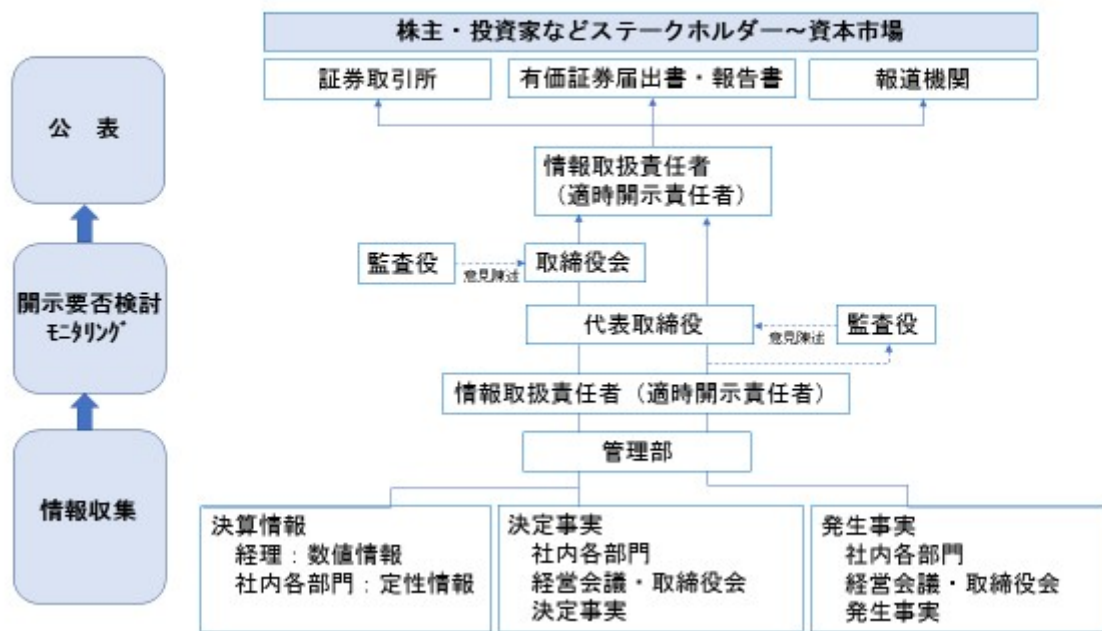 株主・投資家などステークホルダー～資本市場
証券取引所
有価証券届出書・報告書
報道機関
公　表
情報取扱責任者
（適時開示責任者）
監査役
意見陳述
取締役会
開示要否検討
ﾓﾆﾀﾘﾝｸﾞ
代表取締役
意見陳述
監査役
情報取扱責任者（適時開示責任者）
管理部
情報収集
決算情報
経理：数値情報
社内各部門：定性情報
決定事実
社内各部門
経営会議・取締役会
決定事実
発生事実
社内各部門
経営会議・取締役会
発生事実